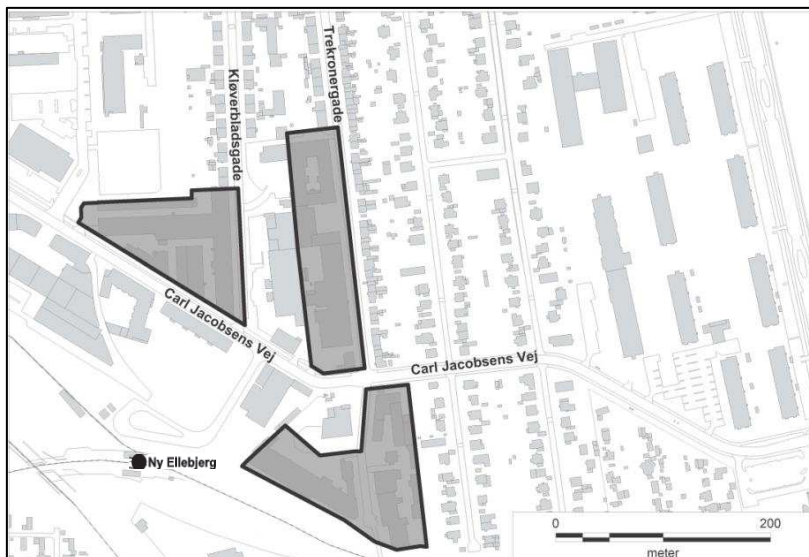 Kløverbladsgade
Trekronergade
Carl Jacobsens Vej
Carl Jacobsens Vej
Ny Ellebjerg
0 200
meter